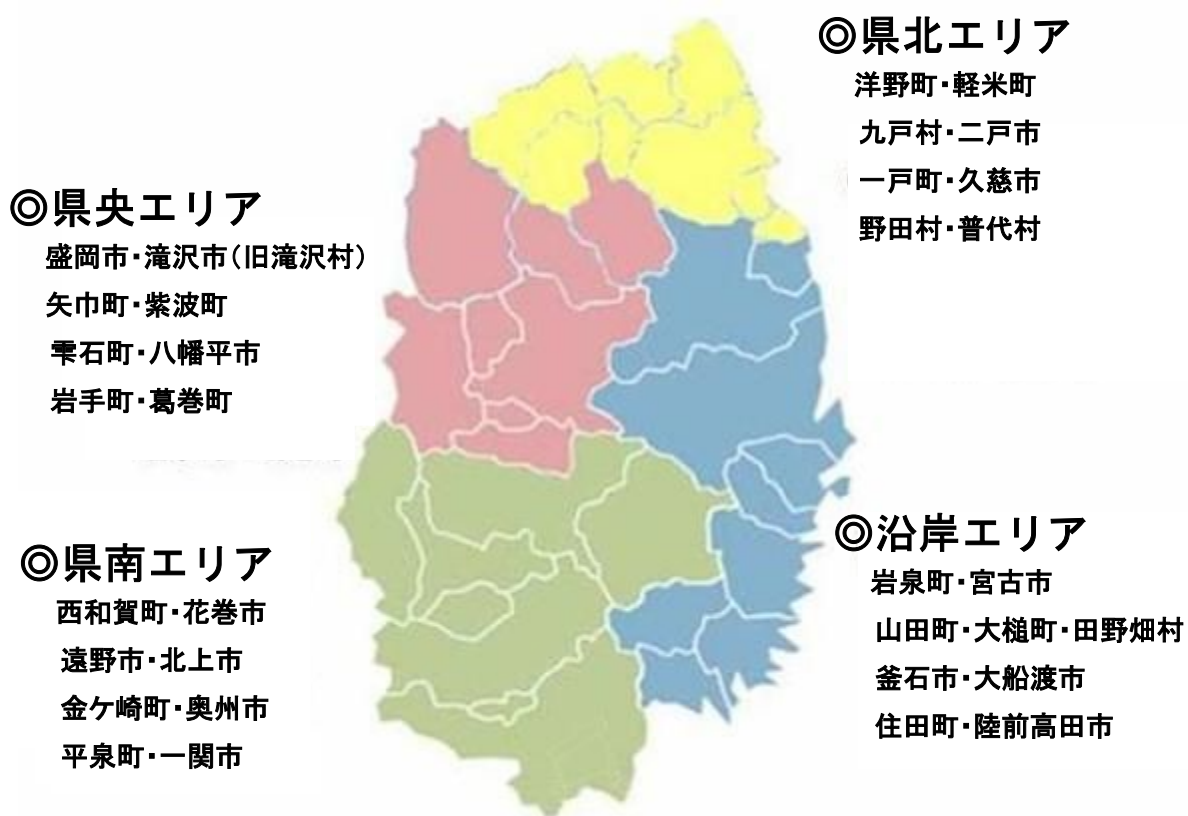 ◎県北エリア
洋野町・軽米町
九戸村・二戸市
一戸町・久慈市
野田村・普代村
◎県央エリア
盛岡市・滝沢市(旧滝沢村)
矢巾町・紫波町
雫石町・八幡平市
岩手町・葛巻町
◎県南エリア
西和賀町・花巻市
遠野市・北上市
金ケ崎町・奥州市
平泉町・一関市
◎沿岸エリア
岩泉町・宮古市
山田町・大槌町・田野畑村
釜石市・大船渡市
住田町・陸前高田市